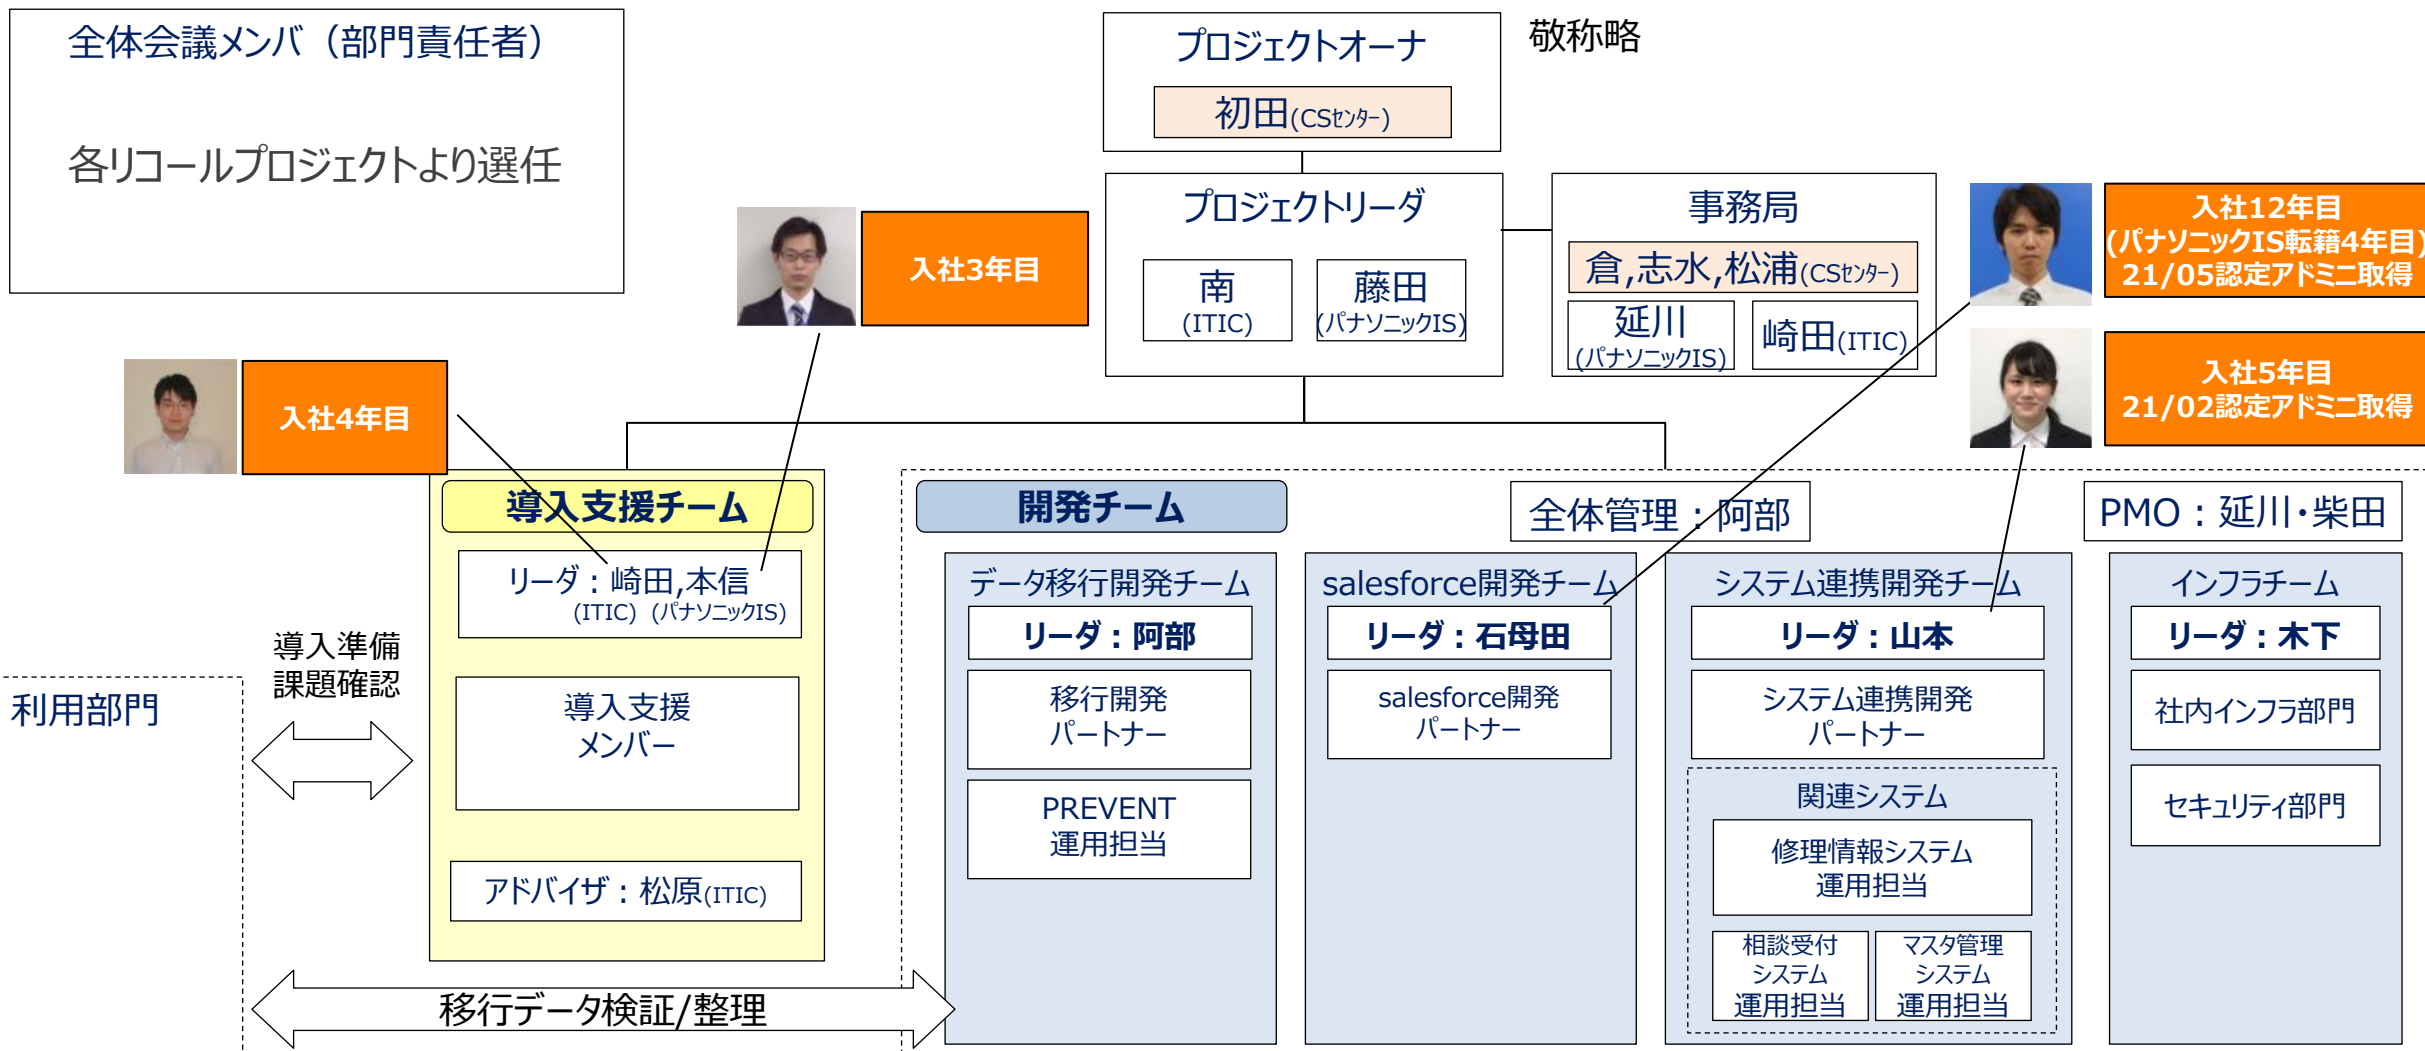 全体会議メンバ（部門責任者）
各リコールプロジェクトより選任
プロジェクトオーナ
初田(CSｾﾝﾀｰ)
敬称略
プロジェクトリーダ
南
(ITIC)
藤田
(パナソニックIS)
事務局
倉,志水,松浦(CSｾﾝﾀｰ)
延川
(パナソニックIS)
崎田(ITIC)
入社3年目
入社12年目
(パナソニックIS転籍4年目)
21/05認定アドミニ取得
入社4年目
入社5年目
21/02認定アドミニ取得
導入支援チーム
リーダ：崎田,本信
(ITIC) (パナソニックIS)
導入支援
メンバー
アドバイザ：松原(ITIC)
開発チーム
全体管理：阿部
PMO：延川・柴田
データ移行開発チーム
リーダ：阿部
移行開発
パートナー
PREVENT
運用担当
salesforce開発チーム
リーダ：石母田
salesforce開発
パートナー
システム連携開発チーム
リーダ：山本
システム連携開発
パートナー
関連システム
修理情報システム
運用担当
相談受付
システム
運用担当
マスタ管理
システム
運用担当
インフラチーム
リーダ：木下
社内インフラ部門
セキュリティ部門
利用部門
導入準備
課題確認
移行データ検証/整理